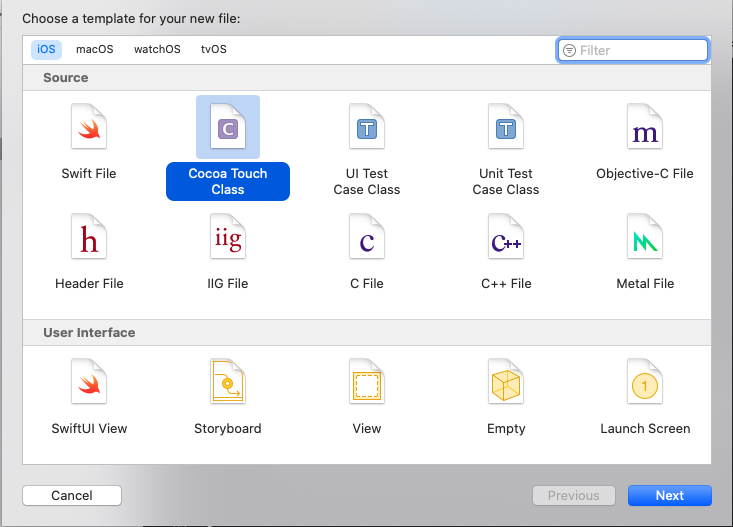 Choose a template for your new file:
iOS macOS watchOS tvOS Filter
Source
C T T m
Swift File Cocoa Touch Class UI Test Case Class Unit Test Case Class Objective-C File
h iig c C++
Header File IIG File C File C++ File Metal File
User Interface
1
SwiftUI View Storyboard View Empty Launch Screen
Cancel Previous Next